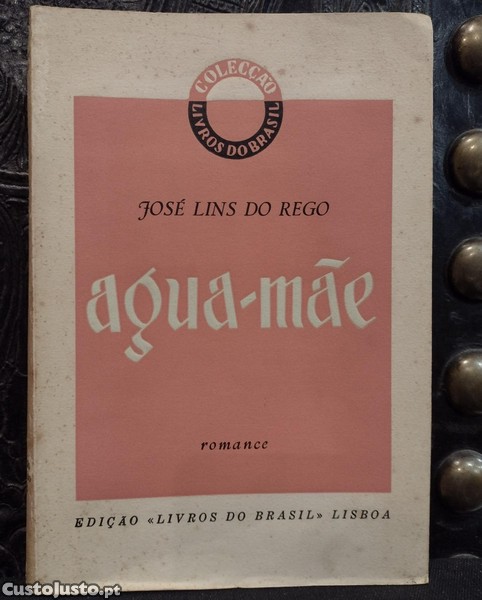 COLECÇÃO
LIVROS DO BRASIL
JOSÉ LINS DO REGO
agua-mãe
romance
EDIÇÃO «LIVROS DO BRASIL» LISBOA
CustoJusto.pt